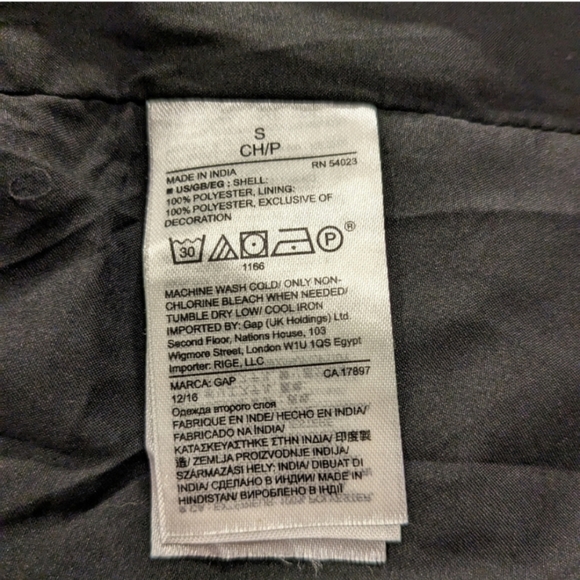 S
CH/P
MADE IN INDIA RN 54023
■ US/GB/EG : SHELL:
100% POLYESTER, LINING:
100% POLYESTER, EXCLUSIVE OF
DECORATION
30 P ®
1166
MACHINE WASH COLD/ ONLY NON-
CHLORINE BLEACH WHEN NEEDED/
TUMBLE DRY LOW/ COOL IRON
IMPORTED BY: Gap (UK Holdings) Ltd
Second Floor, Nations House, 103
Wigmore Street, London W1U 1QS Egypt
Importer: RIGE, LLC
MARCA: GAP CA 17897
12/16
Одежда второго слоя
FABRIQUE EN INDE/ HECHO EN INDIA/
FABRICADO NA INDIA/
ΚΑΤΑΣΚΕΥΑΣΤΗΚΕ ΣΤΗΝ ΙΝΔΙΑ/ 印度製
造/ ZEMLJA PROIZVODNJE INDIJA/
SZÁRMAZÁSI HELY: INDIA/ DIBUAT DI
INDIA/ СДЕЛАНО В ИНДИИ/ MADE IN
HINDISTAN/ ВИРОБЛЕНО В ІНДІЇ